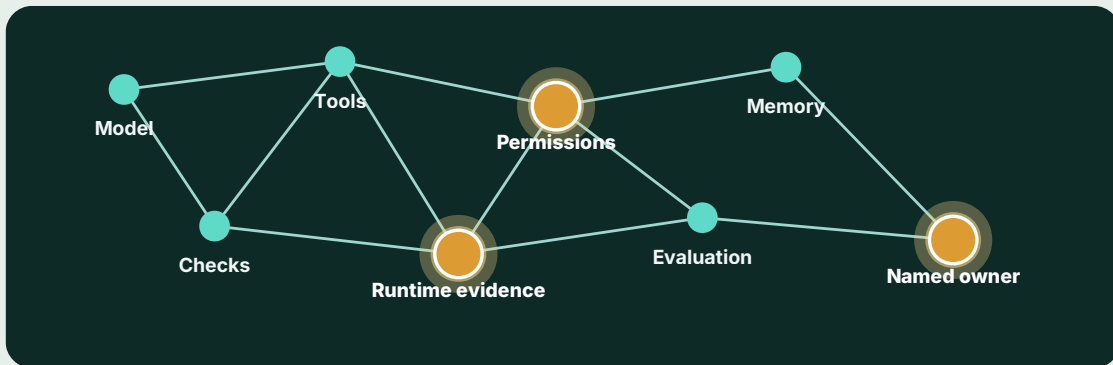 Model
Tools
Permissions
Memory
Checks
Runtime evidence
Evaluation
Named owner